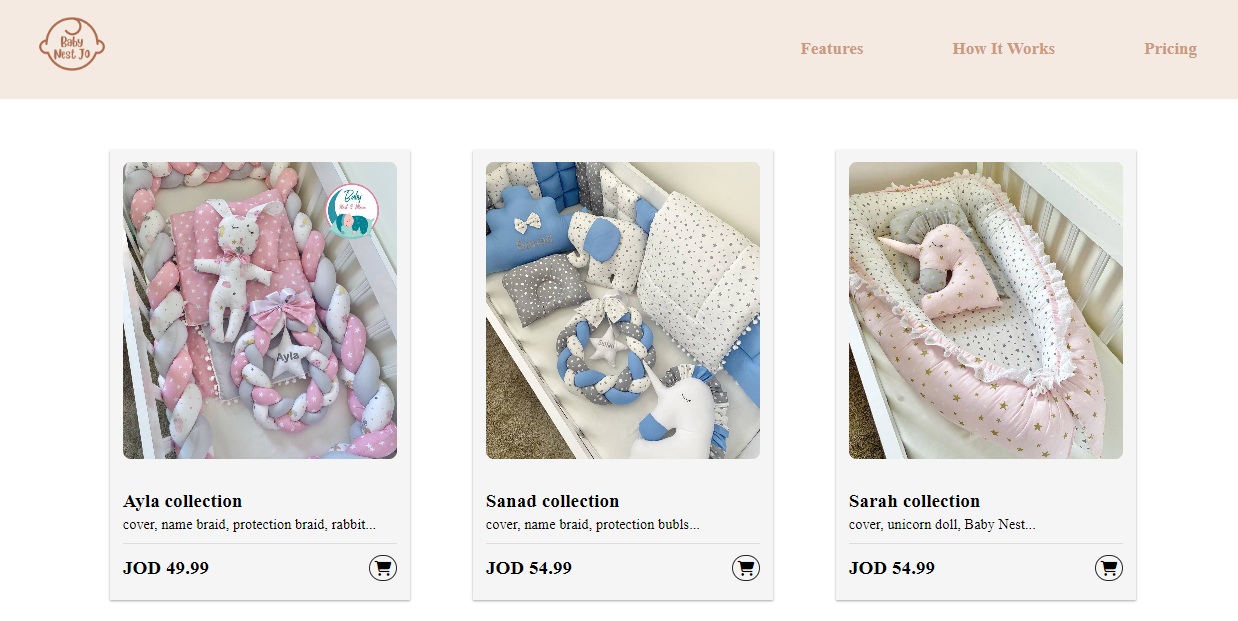 Baby
Nest JO
Features
How It Works
Pricing
Baby
Nest & More
Ayla
Sanad
Ayla collection
cover, name braid, protection braid, rabbit...
JOD 49.99
Sanad collection
cover, name braid, protection bubls...
JOD 54.99
Sarah collection
cover, unicorn doll, Baby Nest...
JOD 54.99